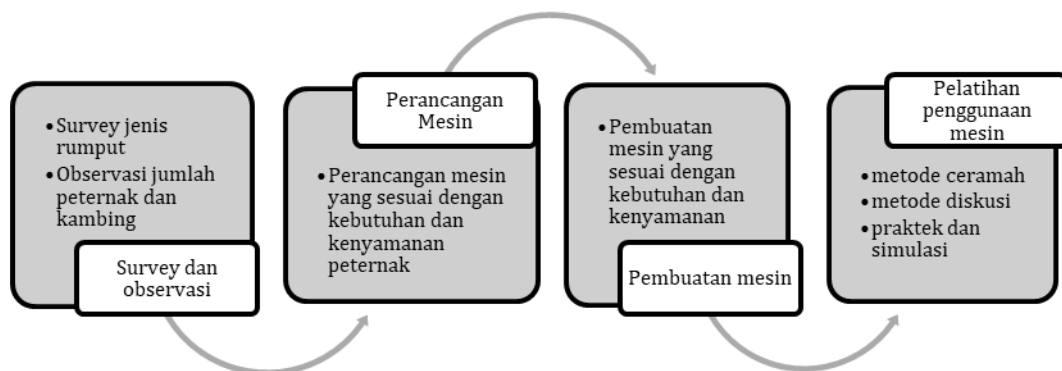 • Survey jenis
rumput
• Observasi jumlah
peternak dan
kambing
Survey dan
observasi
Perancangan
Mesin
• Perancangan mesin
yang sesuai dengan
kebutuhan dan
kenyamanan
peternak
• Pembuatan
mesin yang
sesuai dengan
kebutuhan dan
kenyamanan
Pembuatan mesin
Pelatihan
penggunaan
mesin
• metode ceramah
• metode diskusi
• praktek dan
simulasi